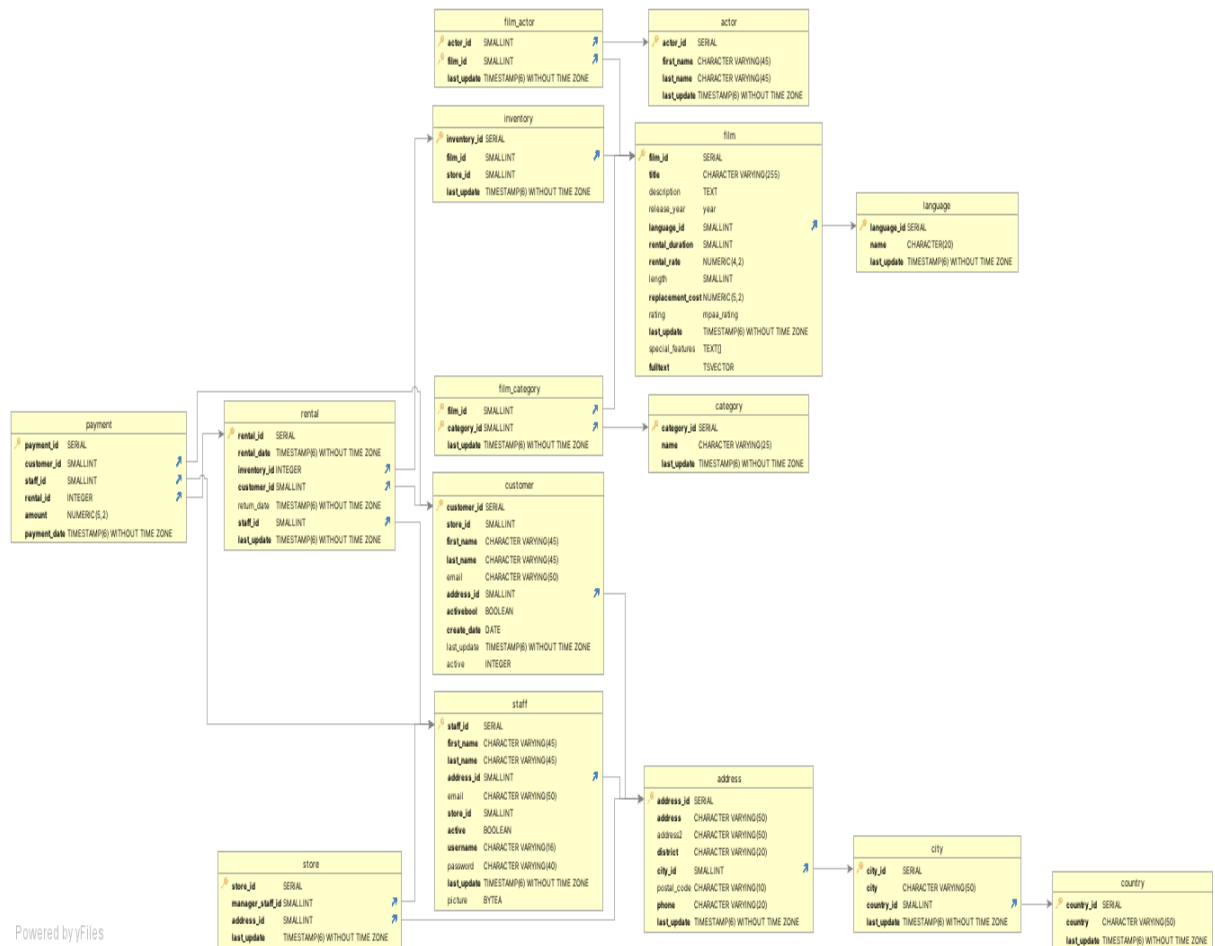 film_actor
actor_id SMALLINT
film_id SMALLINT
last_update TIMESTAMP(6) WITHOUT TIME ZONE
actor
actor_id SERIAL
first_name CHARACTER VARYING(45)
last_name CHARACTER VARYING(45)
last_update TIMESTAMP(6) WITHOUT TIME ZONE
inventory
inventory_id SERIAL
film_id SMALLINT
store_id SMALLINT
last_update TIMESTAMP(6) WITHOUT TIME ZONE
film
film_id SERIAL
title CHARACTER VARYING(255)
description TEXT
release_year year
language_id SMALLINT
rental_duration SMALLINT
rental_rate NUMERIC(4,2)
length SMALLINT
replacement_cost NUMERIC(5,2)
rating mpaa_rating
last_update TIMESTAMP(6) WITHOUT TIME ZONE
special_features TEXT[]
fulltext TSVECTOR
language
language_id SERIAL
name CHARACTER(20)
last_update TIMESTAMP(6) WITHOUT TIME ZONE
film_category
film_id SMALLINT
category_id SMALLINT
last_update TIMESTAMP(6) WITHOUT TIME ZONE
category
category_id SERIAL
name CHARACTER VARYING(25)
last_update TIMESTAMP(6) WITHOUT TIME ZONE
payment
payment_id SERIAL
customer_id SMALLINT
staff_id SMALLINT
rental_id INTEGER
amount NUMERIC(5,2)
payment_date TIMESTAMP(6) WITHOUT TIME ZONE
rental
rental_id SERIAL
rental_date TIMESTAMP(6) WITHOUT TIME ZONE
inventory_id INTEGER
customer_id SMALLINT
return_date TIMESTAMP(6) WITHOUT TIME ZONE
staff_id SMALLINT
last_update TIMESTAMP(6) WITHOUT TIME ZONE
customer
customer_id SERIAL
store_id SMALLINT
first_name CHARACTER VARYING(45)
last_name CHARACTER VARYING(45)
email CHARACTER VARYING(50)
address_id SMALLINT
activebool BOOLEAN
create_date DATE
last_update TIMESTAMP(6) WITHOUT TIME ZONE
active INTEGER
staff
staff_id SERIAL
first_name CHARACTER VARYING(45)
last_name CHARACTER VARYING(45)
address_id SMALLINT
email CHARACTER VARYING(50)
store_id SMALLINT
active BOOLEAN
username CHARACTER VARYING(16)
password CHARACTER VARYING(40)
last_update TIMESTAMP(6) WITHOUT TIME ZONE
picture BYTEA
address
address_id SERIAL
address CHARACTER VARYING(50)
address2 CHARACTER VARYING(50)
district CHARACTER VARYING(20)
city_id SMALLINT
postal_code CHARACTER VARYING(10)
phone CHARACTER VARYING(20)
last_update TIMESTAMP(6) WITHOUT TIME ZONE
store
store_id SERIAL
manager_staff_id SMALLINT
address_id SMALLINT
last_update TIMESTAMP(6) WITHOUT TIME ZONE
city
city_id SERIAL
city CHARACTER VARYING(50)
country_id SMALLINT
last_update TIMESTAMP(6) WITHOUT TIME ZONE
country
country_id SERIAL
country CHARACTER VARYING(50)
last_update TIMESTAMP(6) WITHOUT TIME ZONE
Powered by yFiles